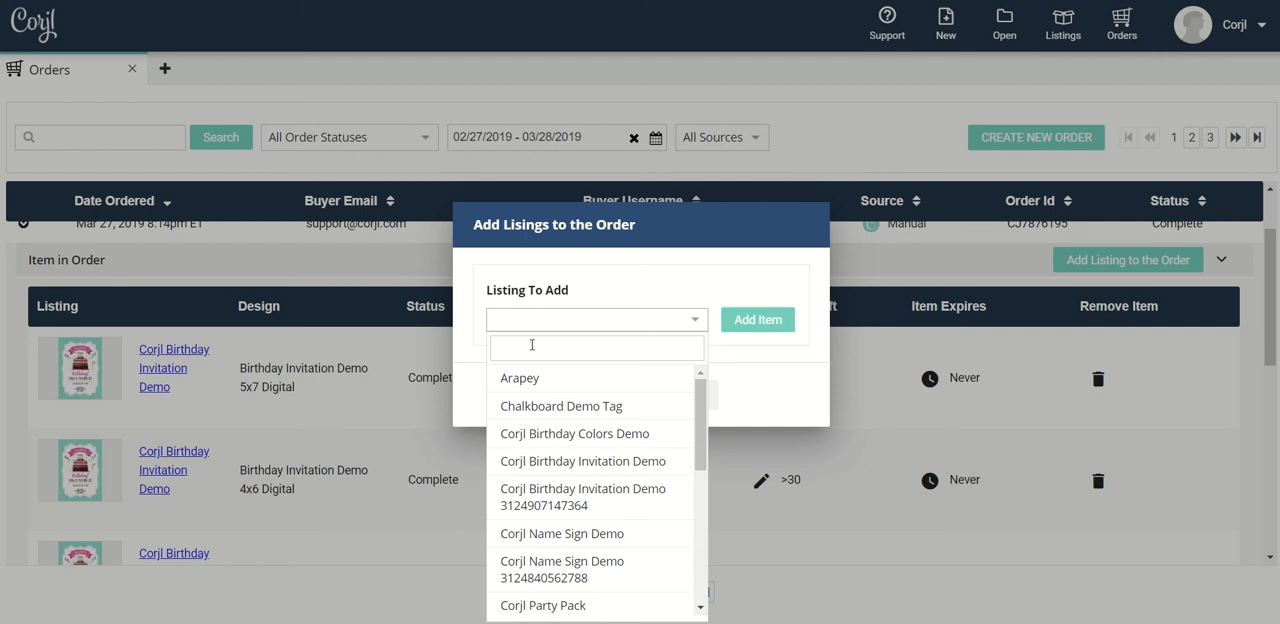 Corjl
Support
New
Open
Listings
Orders
Corjl
Orders
Search
All Order Statuses
02/27/2019 - 03/28/2019
All Sources
CREATE NEW ORDER
1 2 3
Date Ordered
Buyer Email
Buyer Username
Source
Order Id
Status
Mar 27, 2019 8:14pm ET
support@corjl.com
Manual
CJ7876195
Complete
Item in Order
Add Listing to the Order
Listing
Design
Status
ft
Item Expires
Remove Item
Corjl Birthday
Invitation
Demo
Birthday Invitation Demo
5x7 Digital
Complet
Never
Corjl Birthday
Invitation
Demo
Birthday Invitation Demo
4x6 Digital
Complete
>30
Never
Corjl Birthday
Add Lisings to the Order
Listing To Add
Add Item
Arapey
Chalkboard Demo Tag
Corjl Birthday Colors Demo
Corjl Birthday Invitation Demo
Corjl Birthday Invitation Demo
3124907147364
Corjl Name Sign Demo
Corjl Name Sign Demo
3124840562788
Corjl Party Pack